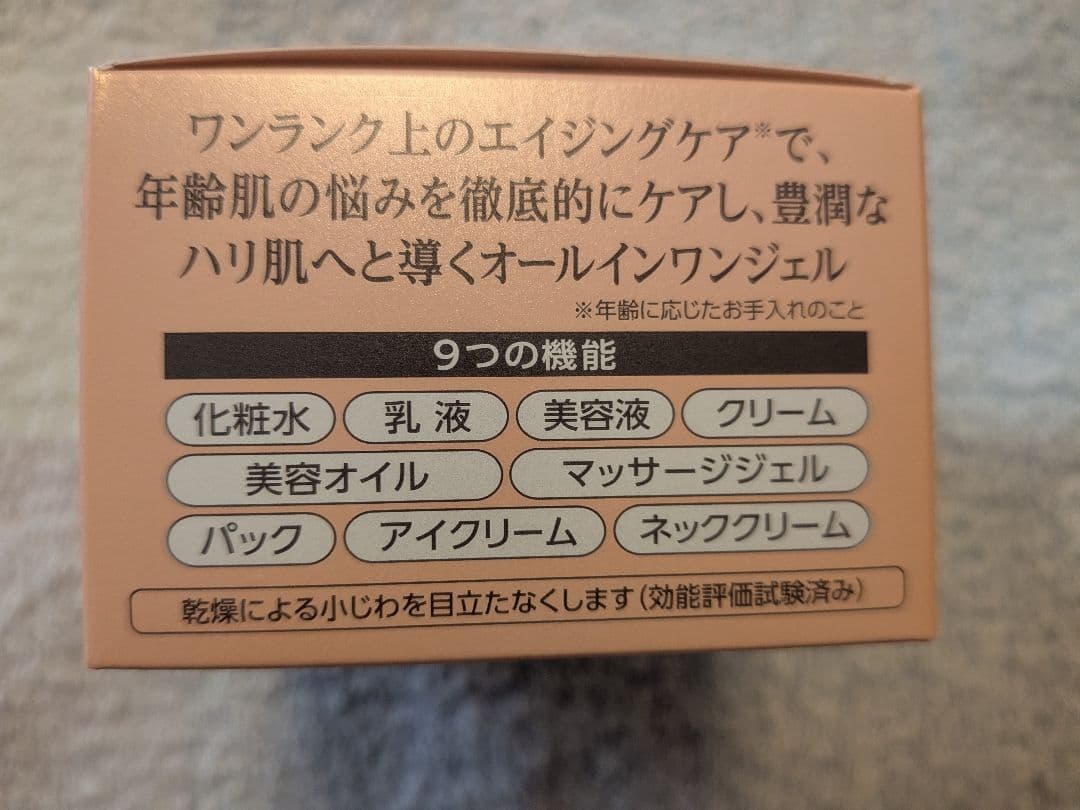 ワンランク上のエイジングケア※で、
年齢肌の悩みを徹底的にケアし、豊潤な
ハリ肌へと導くオールインワンジェル
※年齢に応じたお手入れのこと
9つの機能
化粧水 乳液 美容液 クリーム
美容オイル マッサージジェル
パック アイクリーム ネッククリーム
乾燥による小じわを目立たなくします（効能評価試験済み）